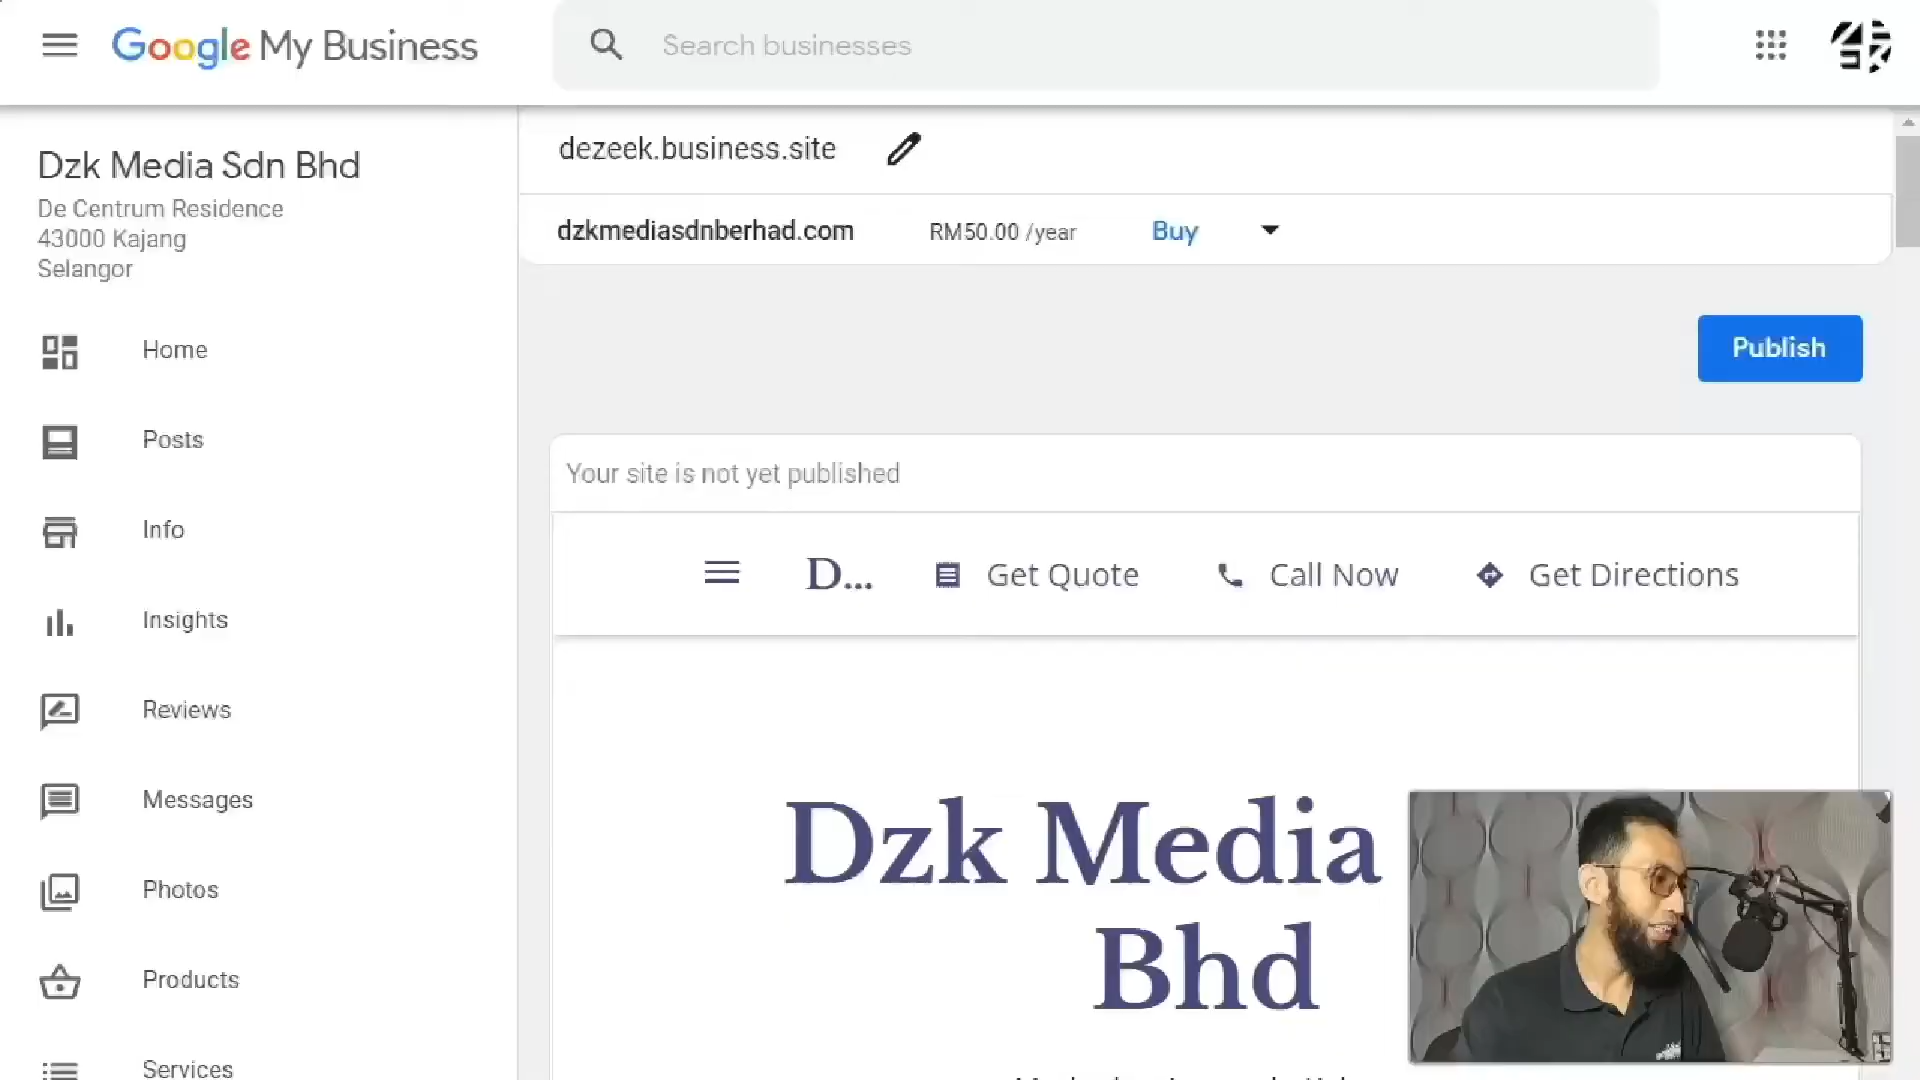 Google My Business
Search businesses
Dzk Media Sdn Bhd
De Centrum Residence
43000 Kajang
Selangor
Home
Posts
Info
Insights
Reviews
Messages
Photos
Products
Services
dezeek.business.site
dzkmediasdnberhad.com RM50.00 /year Buy
Publish
Your site is not yet published
D... Get Quote Call Now Get Directions
Dzk Media
Bhd